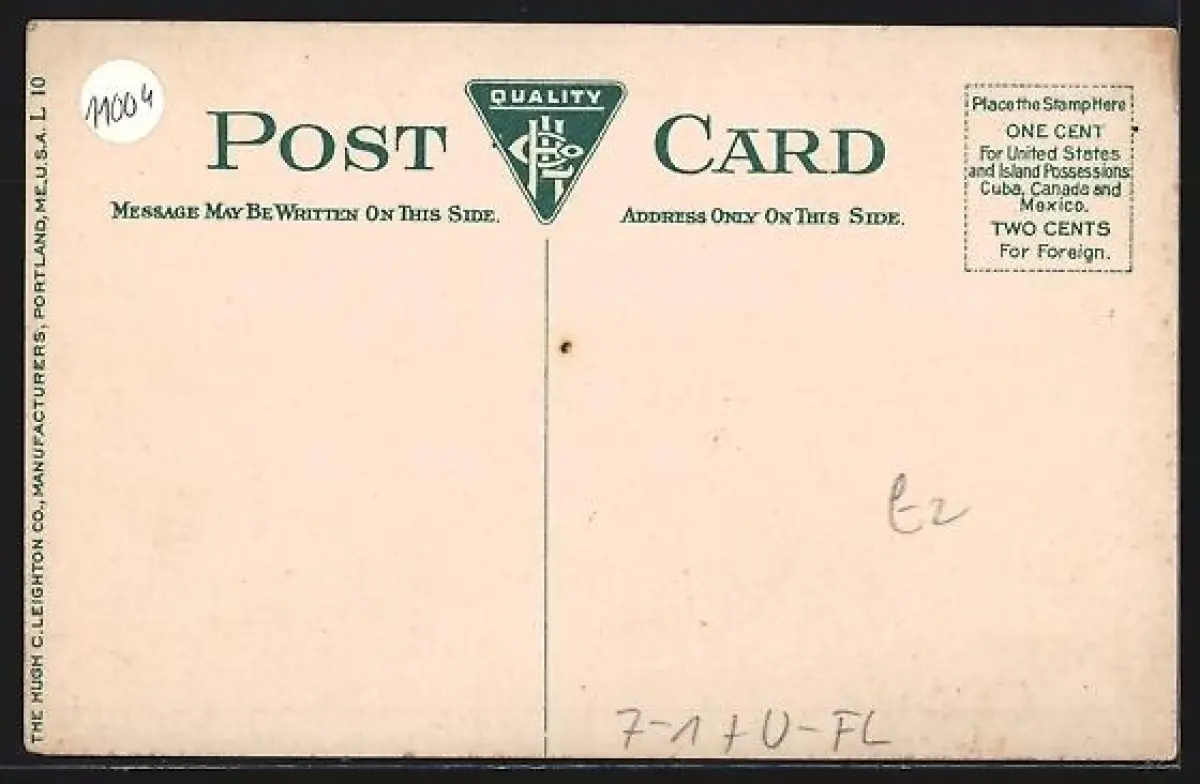 11004
POST CARD
QUALITY
MESSAGE MAY BE WRITTEN ON THIS SIDE.
ADDRESS ONLY ON THIS SIDE.
Place the Stamp Here
ONE CENT
For United States
and Island Possessions
Cuba, Canada and
Mexico.
TWO CENTS
For Foreign.
THE HUGH C. LEIGHTON CO., MANUFACTURERS, PORTLAND, ME., U.S.A. L 10
7-1 + U-FL